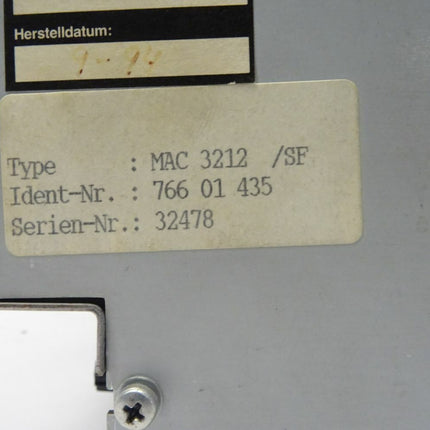 Herstelldatum:
Type : MAC 3212 /SF
Ident-Nr. : 766 01 435
Serien-Nr.: 32478